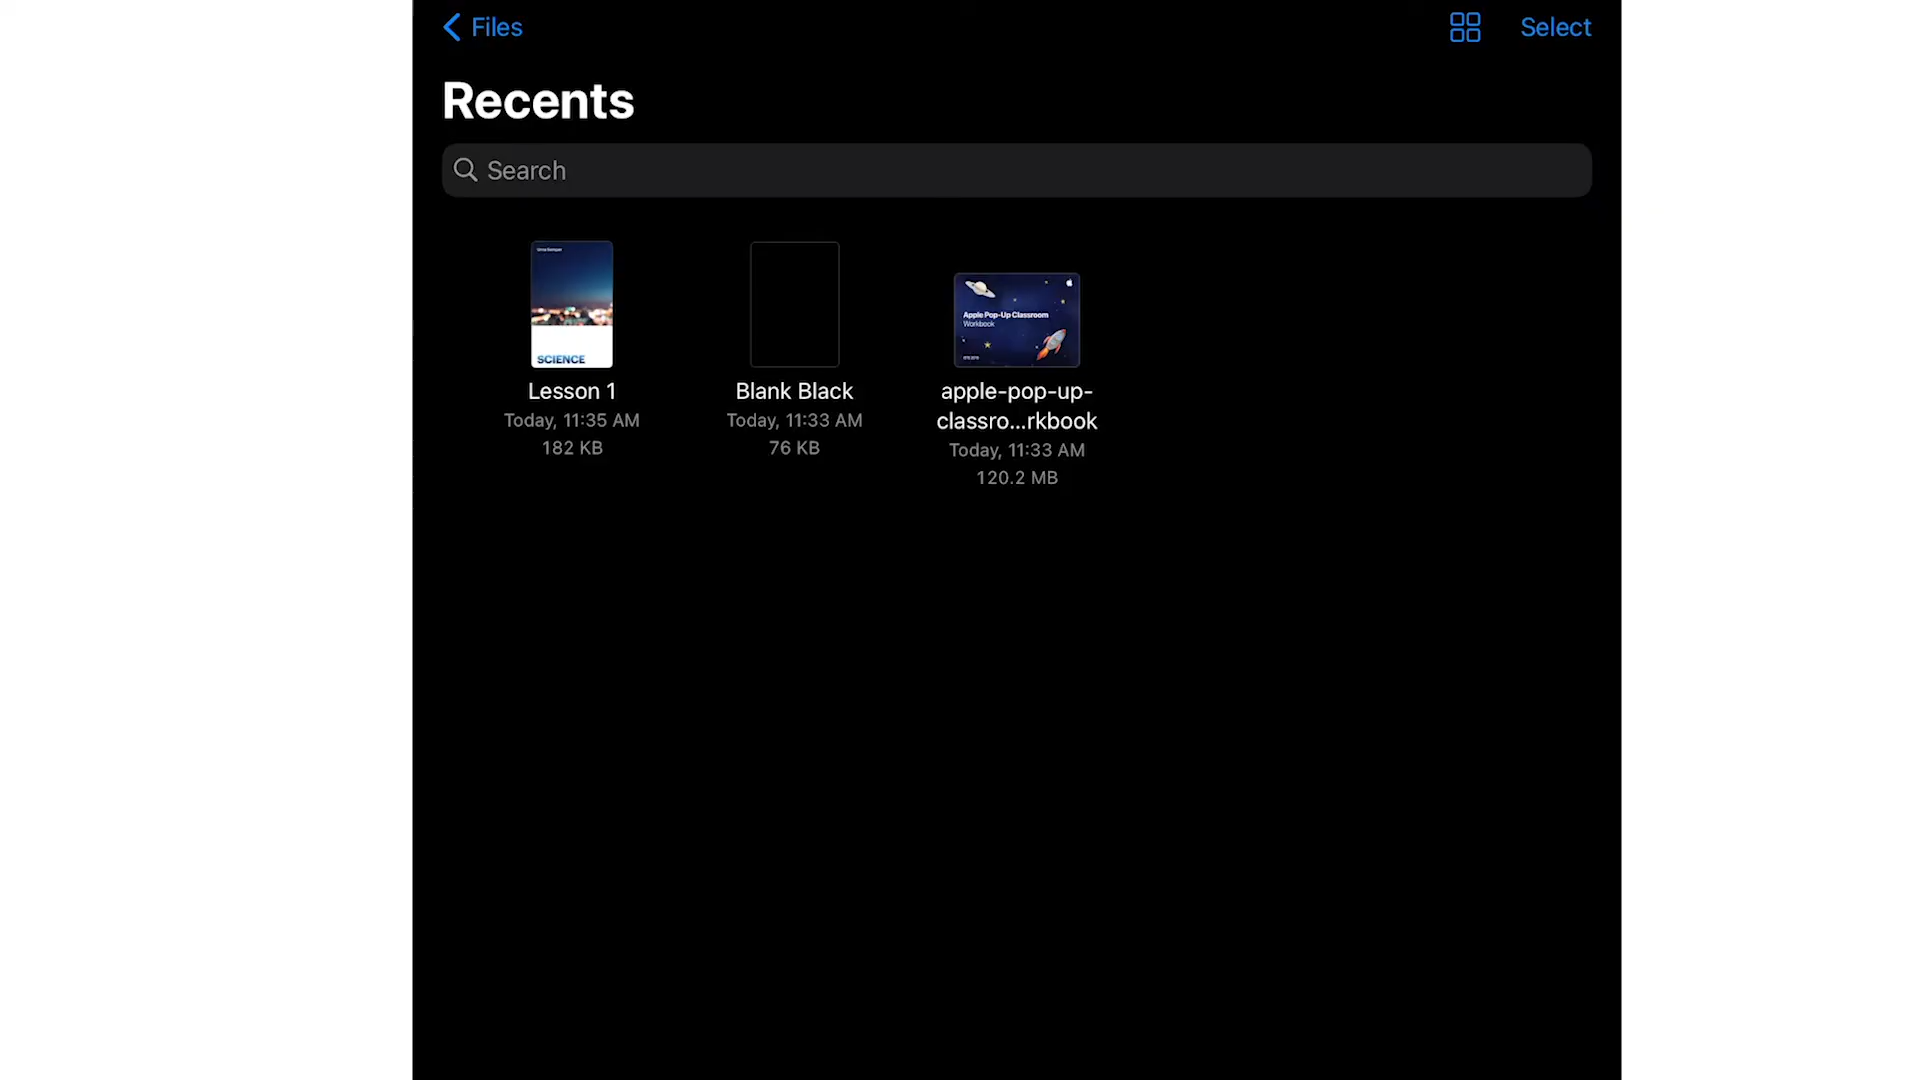 Files
Select
Recents
Search
SCIENCE
Apple Pop-Up Classroom
Workbook
Lesson 1
Blank Black
apple-pop-up-
classro...rkbook
Today, 11:35 AM
Today, 11:33 AM
Today, 11:33 AM
182 KB
76 KB
120.2 MB